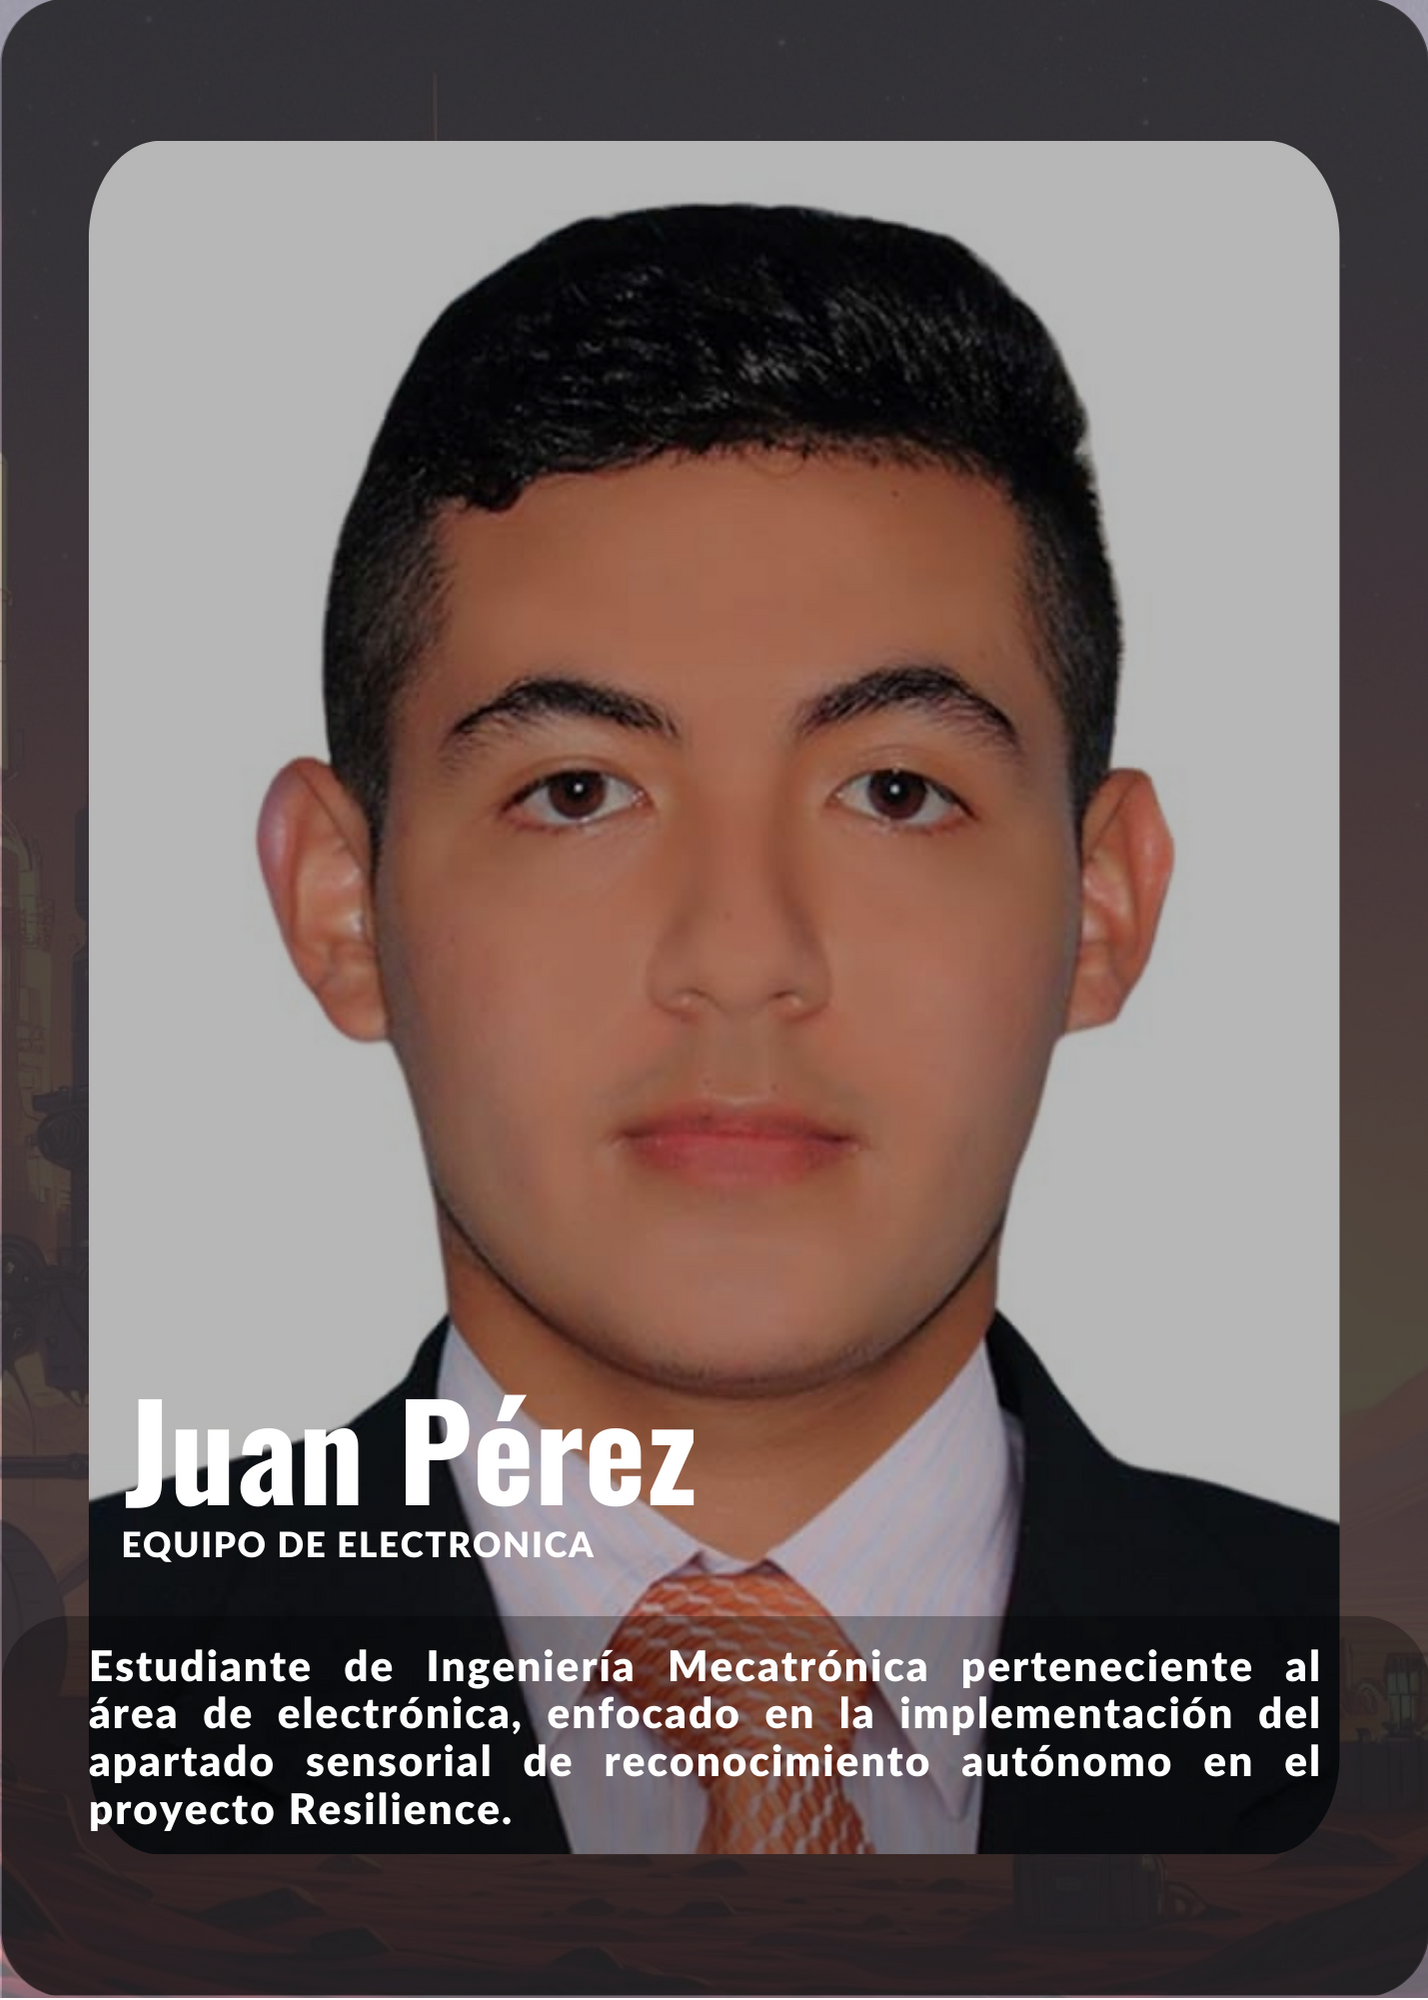 Juan Pérez
EQUIPO DE ELECTRONICA
Estudiante de Ingeniería Mecatrónica perteneciente al
área de electrónica, enfocado en la implementación del
apartado sensorial de reconocimiento autónomo en el
proyecto Resilience.